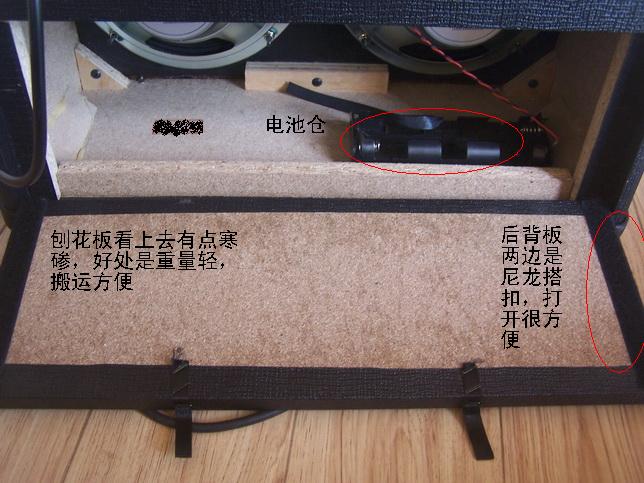 电池仓
刨花板看上去有点寒
碜，好处是重量轻，
搬运方便
后背板
两边是
尼龙搭
扣，打
开很方
便